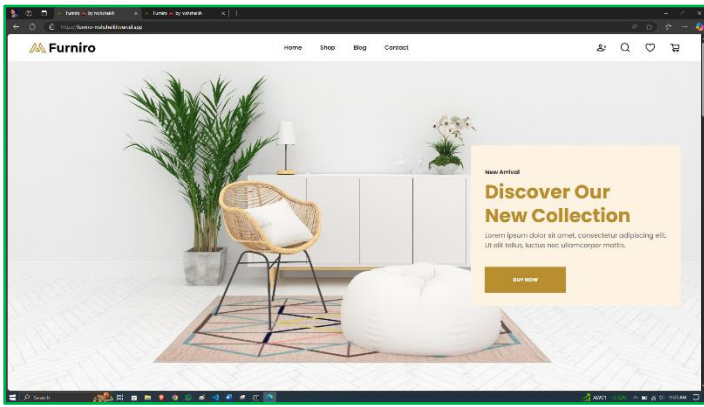 Furniro
Home Shop Blog Contact
New Arrival
Discover Our
New Collection
Lorem ipsum dolor sit amet, consectetur adipiscing elit.
Ut elit tellus, luctus nec ullamcorper mattis.
BUY NOW
Search